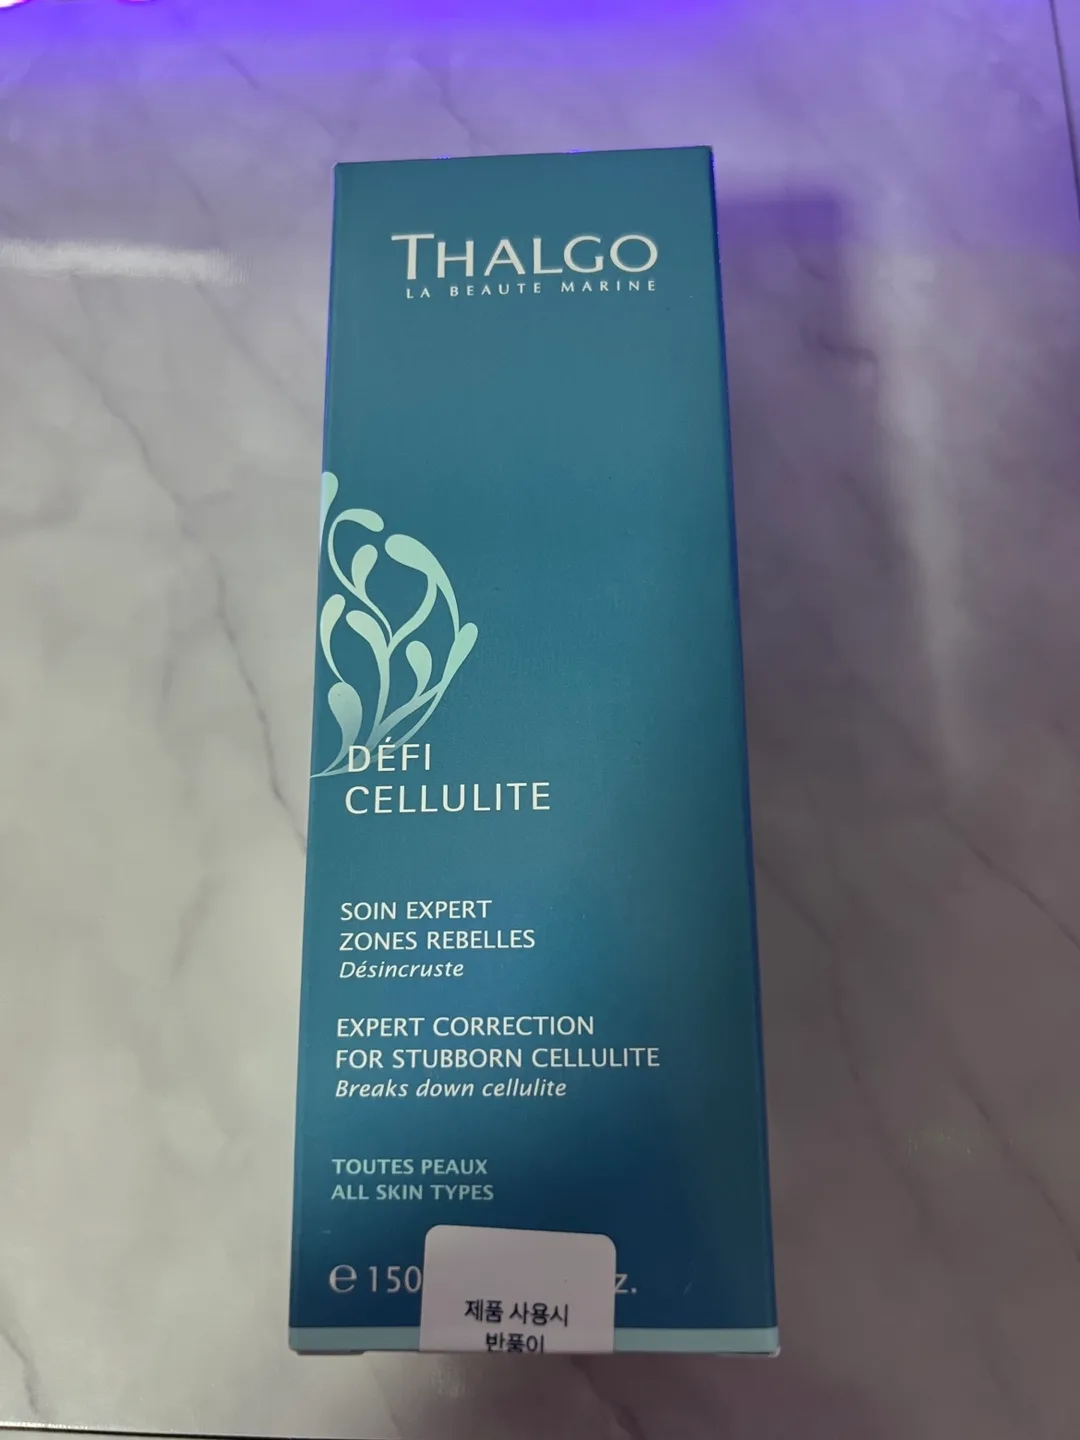 THALGO
LA BEAUTE MARINE
DÉFI
CELLULITE
SOIN EXPERT
ZONES REBELLES
Désincruste
EXPERT CORRECTION
FOR STUBBORN CELLULITE
Breaks down cellulite
TOUTES PEAUX
ALL SKIN TYPES
℮ 150 z.
제품 사용시
반품이